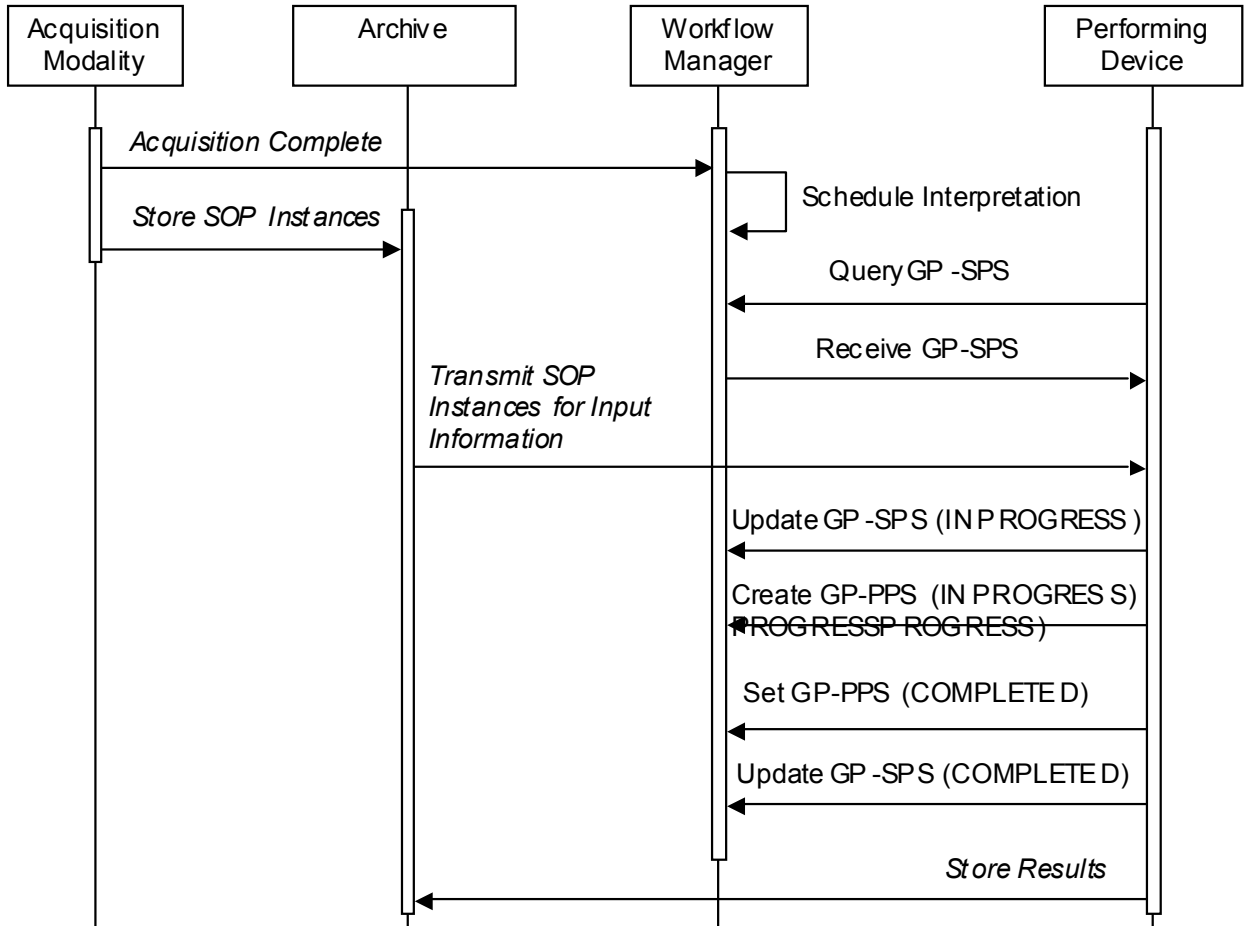 Acquisition
Modality
Archive
Workflow
Manager
Performing
Device
Acquisition Complete
Schedule Interpretation
Store SOP Instances
Query GP-SPS
Receive GP-SPS
Transmit SOP
Instances for Input
Information
Update GP-SPS (IN PROGRESS)
Create GP-PPS (IN PROGRESS)
PROGRESSPROGRESS)
Set GP-PPS (COMPLETED)
Update GP-SPS (COMPLETED)
Store Results